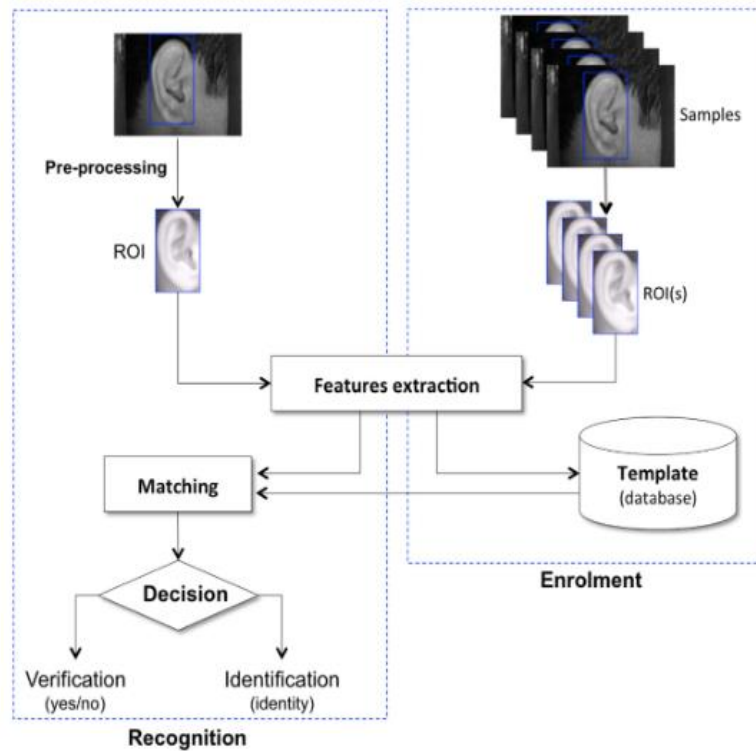 Samples
Pre-processing
ROI
ROI(s)
Features extraction
Matching
Template
(database)
Decision
Enrolment
Verification
(yes/no)
Identification
(identity)
Recognition